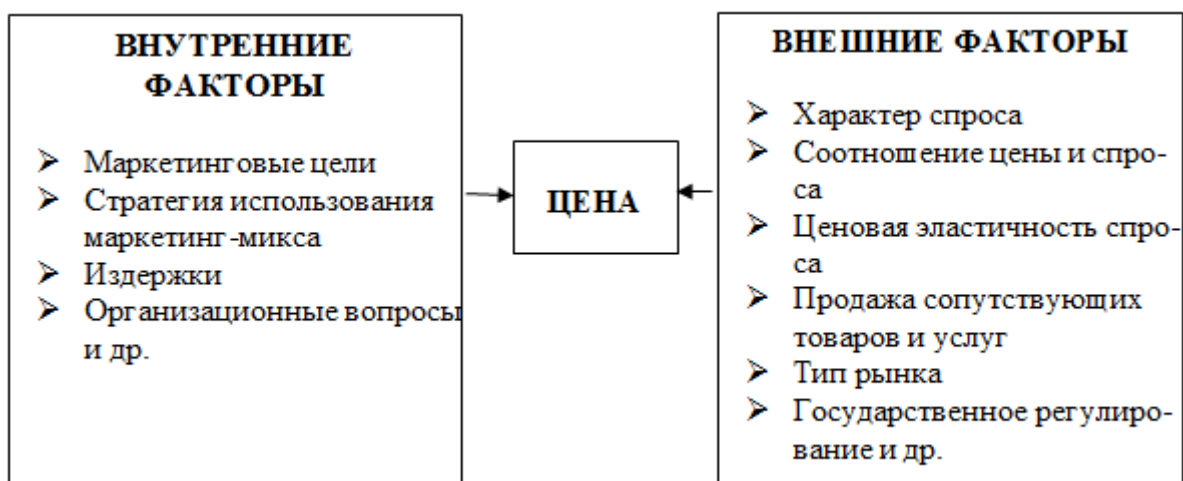 ВНУТРЕННИЕ
ФАКТОРЫ
Маркетинговые цели
Стратегия использования
маркетинг-микса
Издержки
Организационные вопросы
и др.
ЦЕНА
ВНЕШНИЕ ФАКТОРЫ
Характер спроса
Соотношение цены и спро-
са
Ценовая эластичность спро-
са
Продажа сопутствующих
товаров и услуг
Тип рынка
Государственное регулиро-
вание и др.